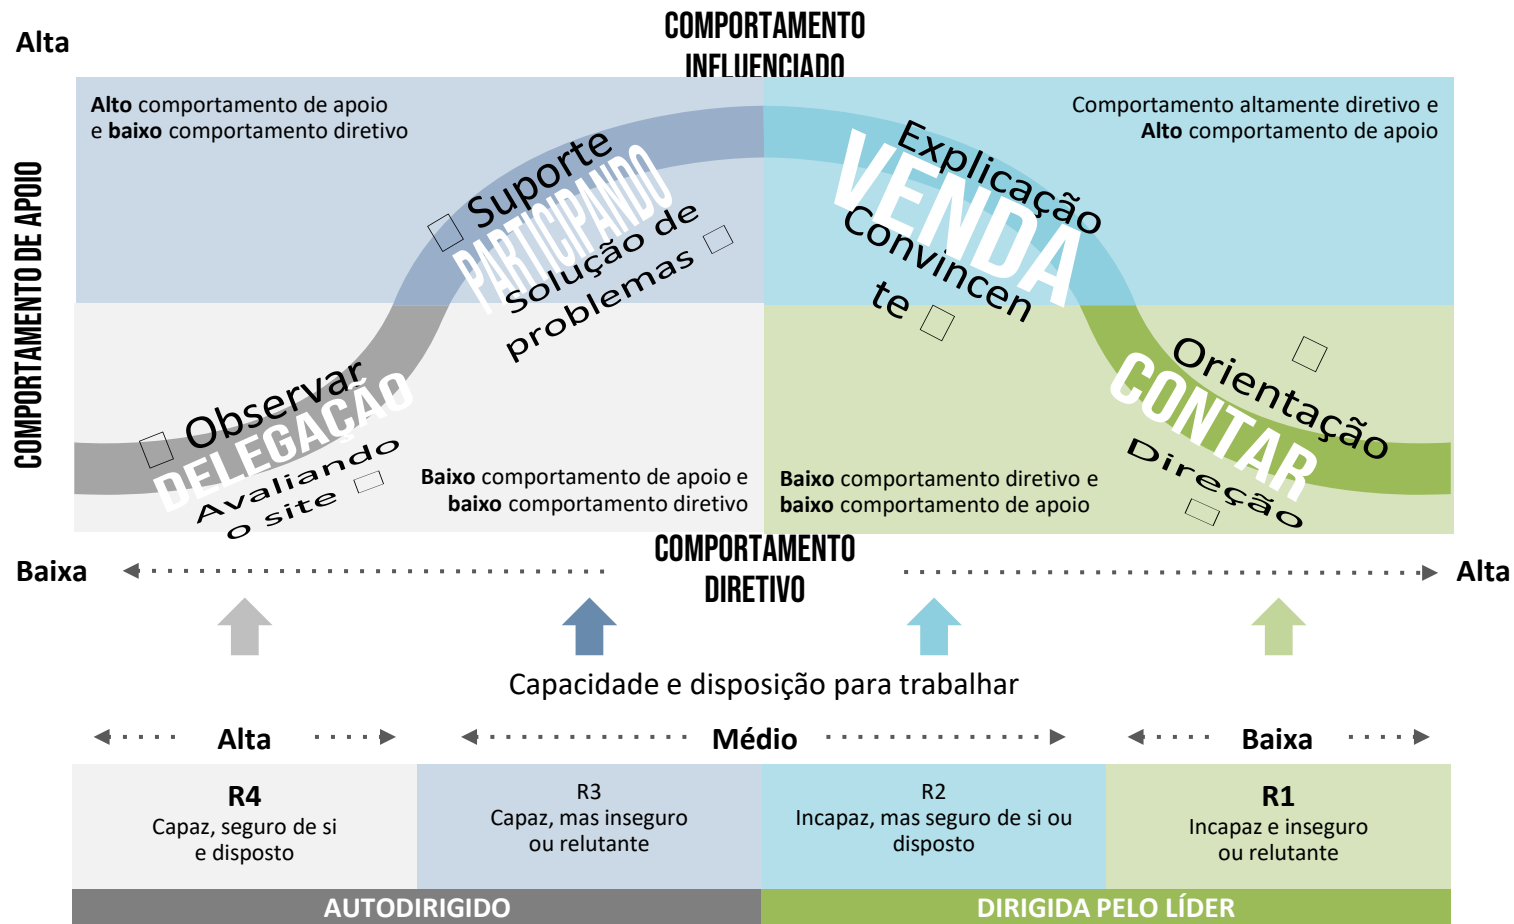 COMPORTAMENTO
INFLUENCIADO
Alta
COMPORTAMENTO DE APOIO
Alto comportamento de apoio
e baixo comportamento diretivo
Comportamento altamente diretivo e
Alto comportamento de apoio
Suporte
PARTICIPANDO
Solução de
problemas
Explicação
VENDA
Convincen
te
Observar
DELEGAÇÃO
Avaliando
o site
Orientação
CONTAR
Direção
Baixo comportamento de apoio e
baixo comportamento diretivo
Baixo comportamento diretivo e
baixo comportamento de apoio
Baixa
COMPORTAMENTO
DIRETIVO
Alta
Capacidade e disposição para trabalhar
Alta
Médio
Baixa
R4
Capaz, seguro de si
e disposto
R3
Capaz, mas inseguro
ou relutante
R2
Incapaz, mas seguro de si ou
disposto
R1
Incapaz e inseguro
ou relutante
AUTODIRIGIDO
DIRIGIDA PELO LÍDER